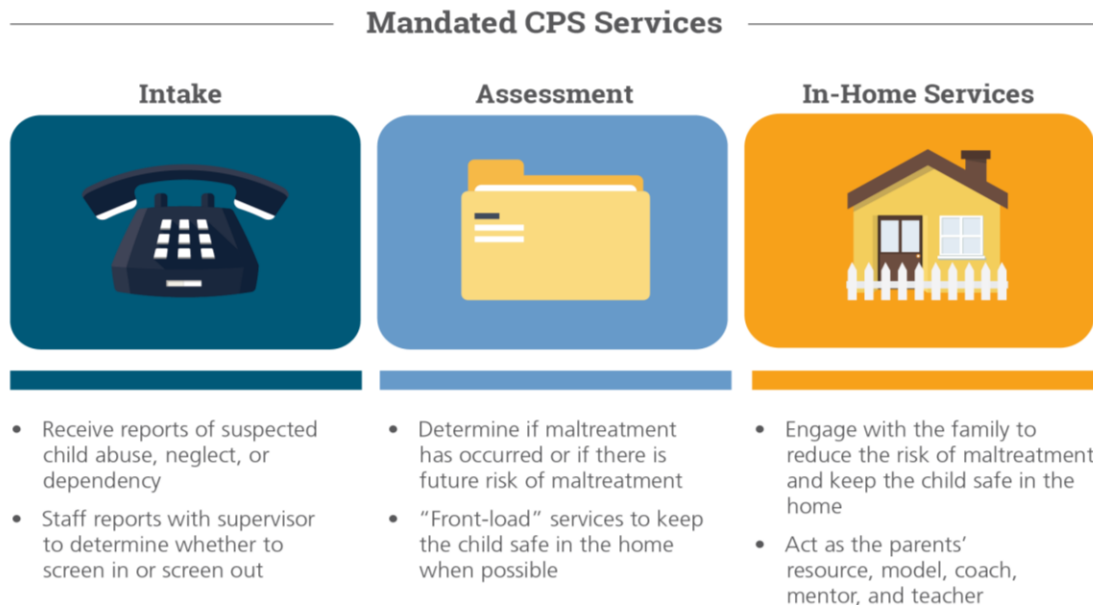 Mandated CPS Services
Intake
Assessment
In-Home Services
• Receive reports of suspected
child abuse, neglect, or
dependency
• Staff reports with supervisor
to determine whether to
screen in or screen out
• Determine if maltreatment
has occurred or if there is
future risk of maltreatment
• “Front-load” services to keep
the child safe in the home
when possible
• Engage with the family to
reduce the risk of maltreatment
and keep the child safe in the
home
• Act as the parents’
resource, model, coach,
mentor, and teacher